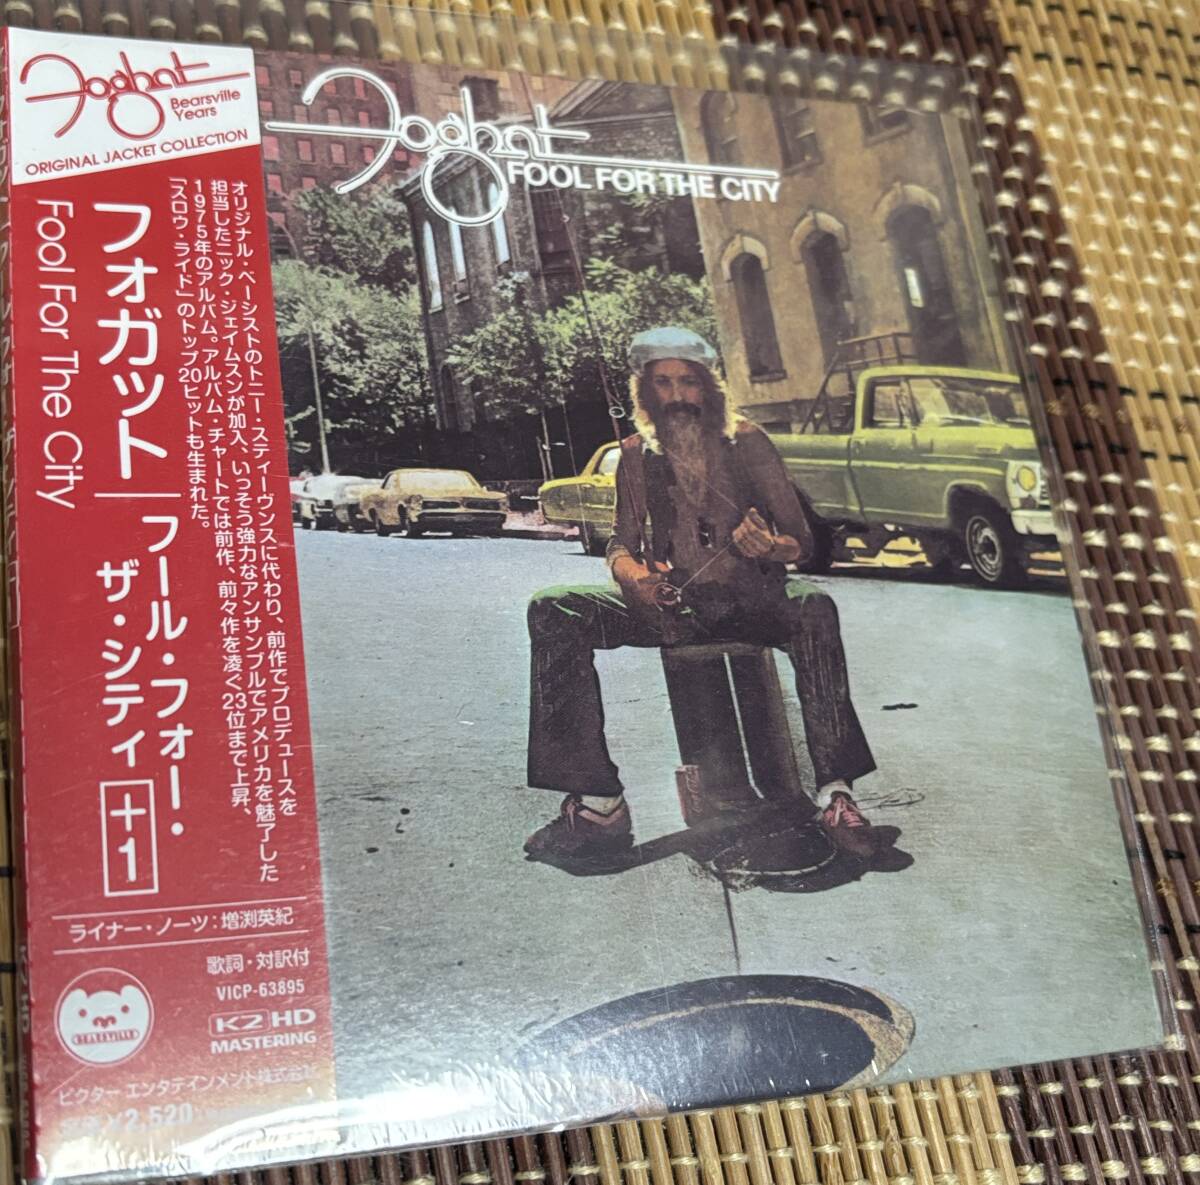 Foghat
Bearsville
Years
ORIGINAL JACKET COLLECTION
Foghat
FOOL FOR THE CITY
オリジナル・ベーシストのトニー・スティーヴンスに代わり、前作でプロデュースを
担当したニック・ジェイムスンが加入、いっそう強力なアンサンブルでアメリカを魅了した
1975年のアルバム。アルバム・チャートでは前作、前々作を凌ぐ23位まで上昇、
「スロウ・ライド」のトップ20ヒットも生まれた。
フォガット
フール・フォー・
ザ・シティ +1
Fool For The City
ライナー・ノーツ：増渕英紀
歌詞・対訳付
VICP-63895
K2 HD
MASTERING
BEARSVILLE
ビクター エンタテインメント株式会社
¥2,520